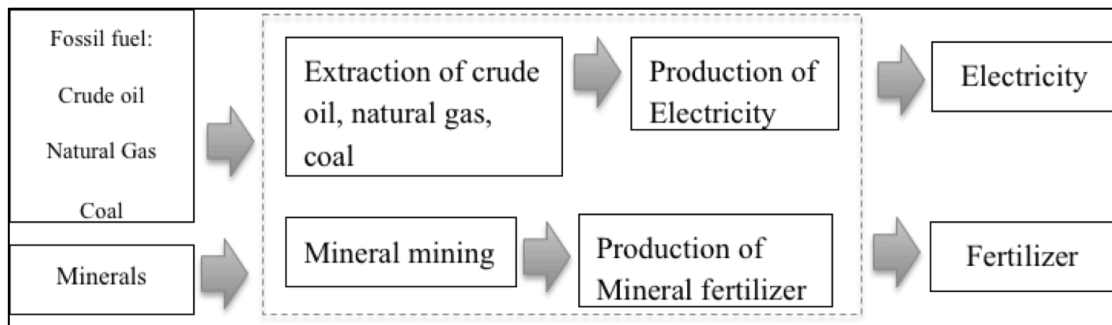 Fossil fuel:
Crude oil
Natural Gas
Coal
Extraction of crude
oil, natural gas,
coal
Production of
Electricity
Electricity
Minerals
Mineral mining
Production of
Mineral fertilizer
Fertilizer